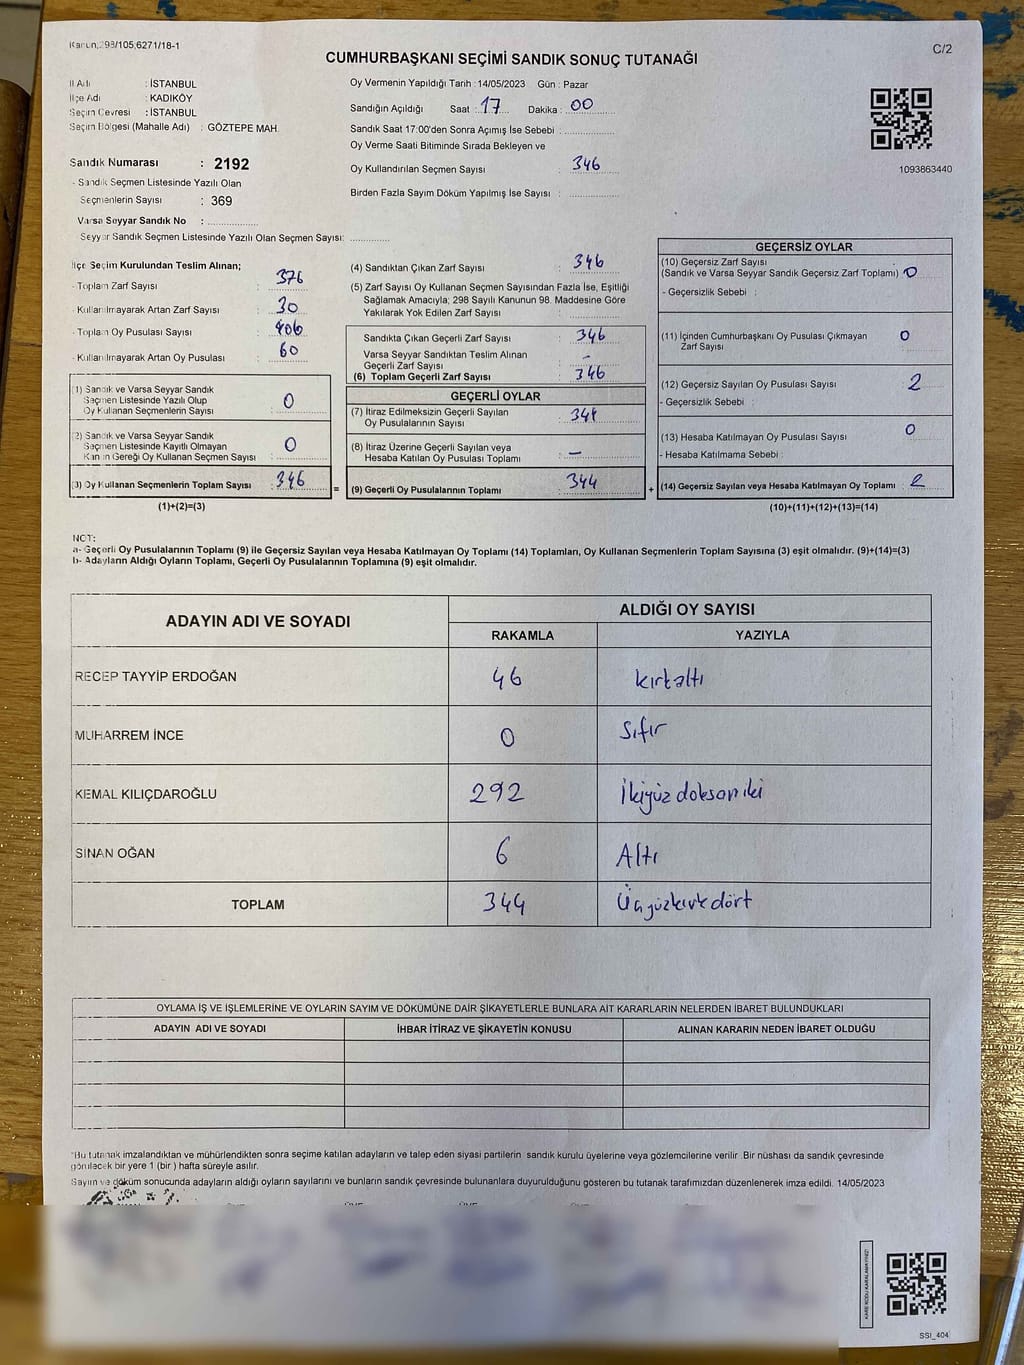 Kanun;298/105,6271/18-1
C/2
CUMHURBAŞKANI SEÇİMİ SANDIK SONUÇ TUTANAĞI
İl Adı : İSTANBUL
İlçe Adı : KADIKÖY
Seçim Çevresi : İSTANBUL
Seçim Bölgesi (Mahalle Adı) : GÖZTEPE MAH.
Sandık Numarası : 2192
- Sandık Seçmen Listesinde Yazılı Olan
Seçmenlerin Sayısı : 369
Varsa Seyyar Sandık No :
Seyyar Sandık Seçmen Listesinde Yazılı Olan Seçmen Sayısı:
Oy Vermenin Yapıldığı Tarih : 14/05/2023 Gün : Pazar
Sandığın Açıldığı Saat : 17 Dakika : 00
Sandık Saat 17:00'den Sonra Açımış İse Sebebi :
Oy Verme Saati Bitiminde Sırada Bekleyen ve
Oy Kullandırılan Seçmen Sayısı : 346
Birden Fazla Sayım Döküm Yapılmış İse Sayısı :
1093863440
İlçe Seçim Kurulundan Teslim Alınan;
- Toplam Zarf Sayısı : 376
- Kullanılmayarak Artan Zarf Sayısı : 30
- Toplam Oy Pusulası Sayısı : 406
- Kullanılmayarak Artan Oy Pusulası : 60
(1) Sandık ve Varsa Seyyar Sandık
Seçmen Listesinde Yazılı Olup
Oy Kullanan Seçmenlerin Sayısı : 0
(2) Sandık ve Varsa Seyyar Sandık
Seçmen Listesinde Kayıtlı Olmayan
Kanun Gereği Oy Kullanan Seçmen Sayısı : 0
(3) Oy Kullanan Seçmenlerin Toplam Sayısı : 346
(1)+(2)=(3)
=
(4) Sandıktan Çıkan Zarf Sayısı : 346
(5) Zarf Sayısı Oy Kullanan Seçmen Sayısından Fazla İse, Eşitliği
Sağlamak Amacıyla; 298 Sayılı Kanunun 98. Maddesine Göre
Yakılarak Yok Edilen Zarf Sayısı :
Sandıkta Çıkan Geçerli Zarf Sayısı : 346
Varsa Seyyar Sandıktan Teslim Alınan
Geçerli Zarf Sayısı : -
(6) Toplam Geçerli Zarf Sayısı : 346
GEÇERLİ OYLAR
(7) İtiraz Edilmeksizin Geçerli Sayılan
Oy Pusulalarının Sayısı : 344
(8) İtiraz Üzerine Geçerli Sayılan veya
Hesaba Katılan Oy Pusulası Toplamı : -
(9) Geçerli Oy Pusulalarının Toplamı : 344
+
GEÇERSİZ OYLAR
(10) Geçersiz Zarf Sayısı
(Sandık ve Varsa Seyyar Sandık Geçersiz Zarf Toplamı) : 0
- Geçersizlik Sebebi :
(11) İçinden Cumhurbaşkanı Oy Pusulası Çıkmayan
Zarf Sayısı 0
(12) Geçersiz Sayılan Oy Pusulası Sayısı 2
- Geçersizlik Sebebi :
(13) Hesaba Katılmayan Oy Pusulası Sayısı 0
- Hesaba Katılmama Sebebi :
(14) Geçersiz Sayılan veya Hesaba Katılmayan Oy Toplamı : 2
(10)+(11)+(12)+(13)=(14)
NOT:
a- Geçerli Oy Pusulalarının Toplamı (9) ile Geçersiz Sayılan veya Hesaba Katılmayan Oy Toplamı (14) Toplamları, Oy Kullanan Seçmenlerin Toplam Sayısına (3) eşit olmalıdır. (9)+(14)=(3)
b- Adayların Aldığı Oyların Toplamı, Geçerli Oy Pusulalarının Toplamına (9) eşit olmalıdır.
ADAYIN ADI VE SOYADI
ALDIĞI OY SAYISI
RAKAMLA YAZIYLA
RECEP TAYYİP ERDOĞAN 46 kırkaltı
MUHARREM İNCE 0 Sıfır
KEMAL KILIÇDAROĞLU 292 İkiyüz doksan iki
SİNAN OĞAN 6 Altı
TOPLAM 344 Üçyüzkırk dört
OYLAMA İŞ VE İŞLEMLERİNE VE OYLARIN SAYIM VE DÖKÜMÜNE DAİR ŞİKAYETLERLE BUNLARA AİT KARARLARIN NELERDEN İBARET BULUNDUKLARI
ADAYIN ADI VE SOYADI İHBAR İTİRAZ VE ŞİKAYETİN KONUSU ALINAN KARARIN NEDEN İBARET OLDUĞU
*Bu tutanak imzalandıktan ve mühürlendikten sonra seçime katılan adayların ve talep eden siyasi partilerin sandık kurulu üyelerine veya gözlemcilerine verilir. Bir nüshası da sandık çevresinde
görülecek bir yere 1 (bir) hafta süreyle asılır.
Sayım ve döküm sonucunda adayların aldığı oyların sayılarını ve bunların sandık çevresinde bulunanlara duyurulduğunu gösteren bu tutanak tarafımızdan düzenlenerek imza edildi. 14/05/2023
KARE KODU KARALAMAYINIZ!
SSI_404